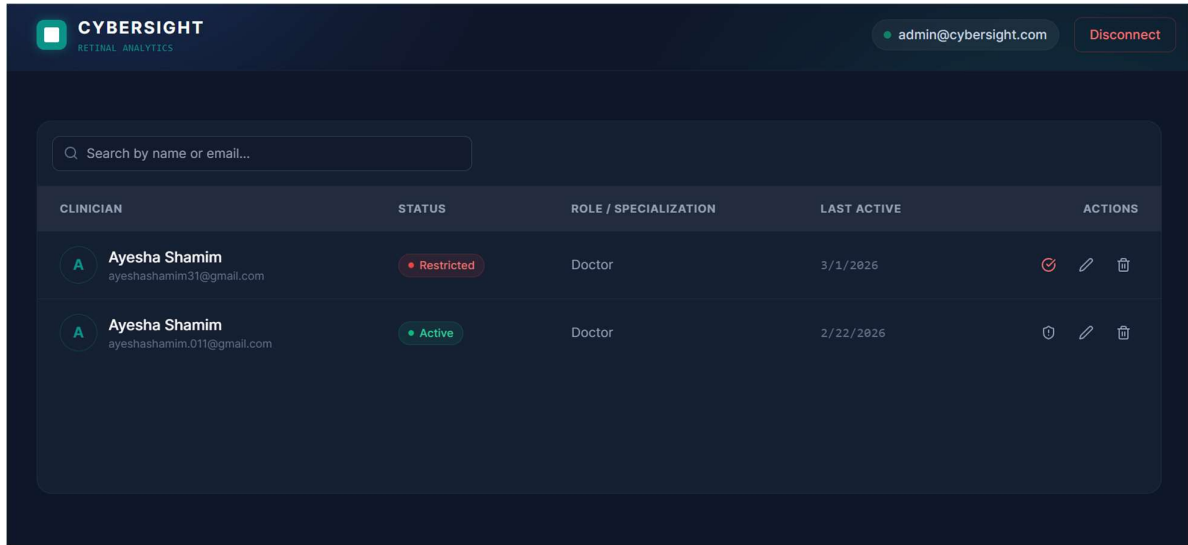 CYBERSIGHT
RETINAL ANALYTICS
admin@cybersight.com
Disconnect
Search by name or email...
CLINICIAN STATUS ROLE / SPECIALIZATION LAST ACTIVE ACTIONS
A Ayesha Shamim Restricted Doctor 3/1/2026
ayeshashamim31@gmail.com
A Ayesha Shamim Active Doctor 2/22/2026
ayeshashamim.011@gmail.com